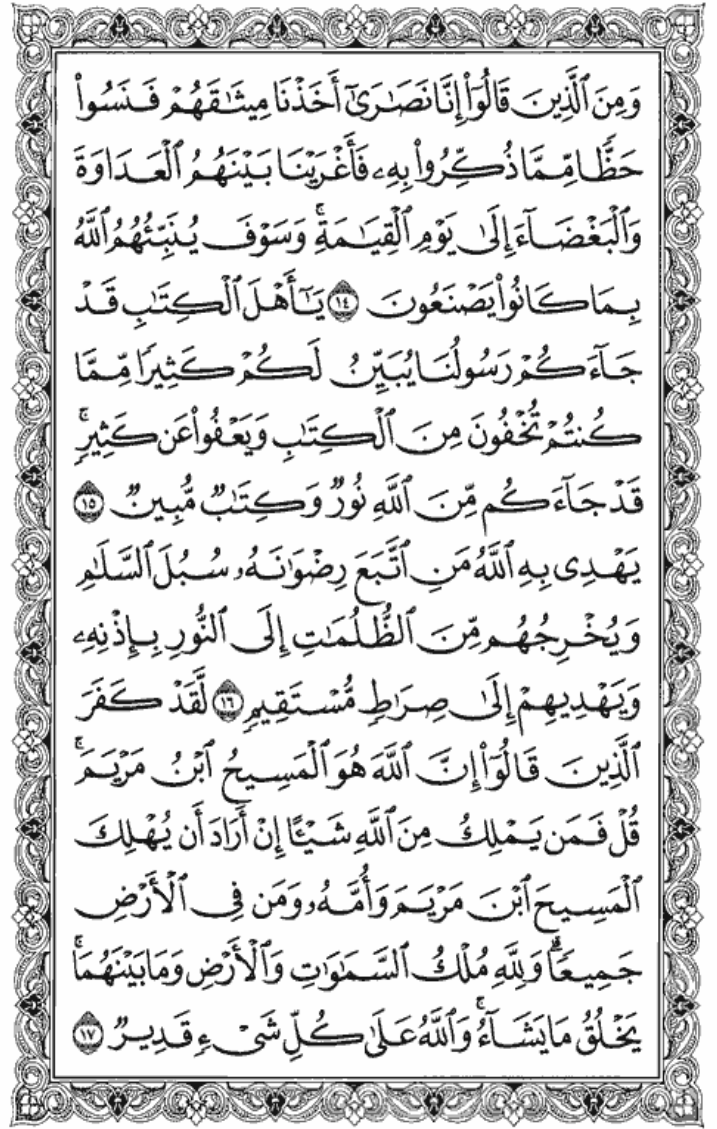 وَمِنَ ٱلَّذِينَ قَالُوٓا۟ إِنَّا نَصَٰرَىٰٓ أَخَذْنَا مِيثَٰقَهُمْ فَنَسُوا۟
حَظًّا مِّمَّا ذُكِّرُوا۟ بِهِۦ فَأَغْرَيْنَا بَيْنَهُمُ ٱلْعَدَاوَةَ
وَٱلْبَغْضَآءَ إِلَىٰ يَوْمِ ٱلْقِيَٰمَةِ ۚ وَسَوْفَ يُنَبِّئُهُمُ ٱللَّهُ
بِمَا كَانُوا۟ يَصْنَعُونَ ١٤ يَٰٓأَهْلَ ٱلْكِتَٰبِ قَدْ
جَآءَكُمْ رَسُولُنَا يُبَيِّنُ لَكُمْ كَثِيرًا مِّمَّا
كُنتُمْ تُخْفُونَ مِنَ ٱلْكِتَٰبِ وَيَعْفُوا۟ عَن كَثِيرٍ ۚ
قَدْ جَآءَكُم مِّنَ ٱللَّهِ نُورٌ وَكِتَٰبٌ مُّبِينٌ ١٥
يَهْدِى بِهِ ٱللَّهُ مَنِ ٱتَّبَعَ رِضْوَٰنَهُۥ سُبُلَ ٱلسَّلَٰمِ
وَيُخْرِجُهُم مِّنَ ٱلظُّلُمَٰتِ إِلَى ٱلنُّورِ بِإِذْنِهِۦ
وَيَهْدِيهِمْ إِلَىٰ صِرَٰطٍ مُّسْتَقِيمٍ ١٦ لَّقَدْ كَفَرَ
ٱلَّذِينَ قَالُوٓا۟ إِنَّ ٱللَّهَ هُوَ ٱلْمَسِيحُ ٱبْنُ مَرْيَمَ ۚ
قُلْ فَمَن يَمْلِكُ مِنَ ٱللَّهِ شَيْـًٔا إِنْ أَرَادَ أَن يُهْلِكَ
ٱلْمَسِيحَ ٱبْنَ مَرْيَمَ وَأُمَّهُۥ وَمَن فِى ٱلْأَرْضِ
جَمِيعًا ۗ وَلِلَّهِ مُلْكُ ٱلسَّمَٰوَٰتِ وَٱلْأَرْضِ وَمَا بَيْنَهُمَا ۚ
يَخْلُقُ مَا يَشَآءُ ۚ وَٱللَّهُ عَلَىٰ كُلِّ شَىْءٍ قَدِيرٌ ١٧